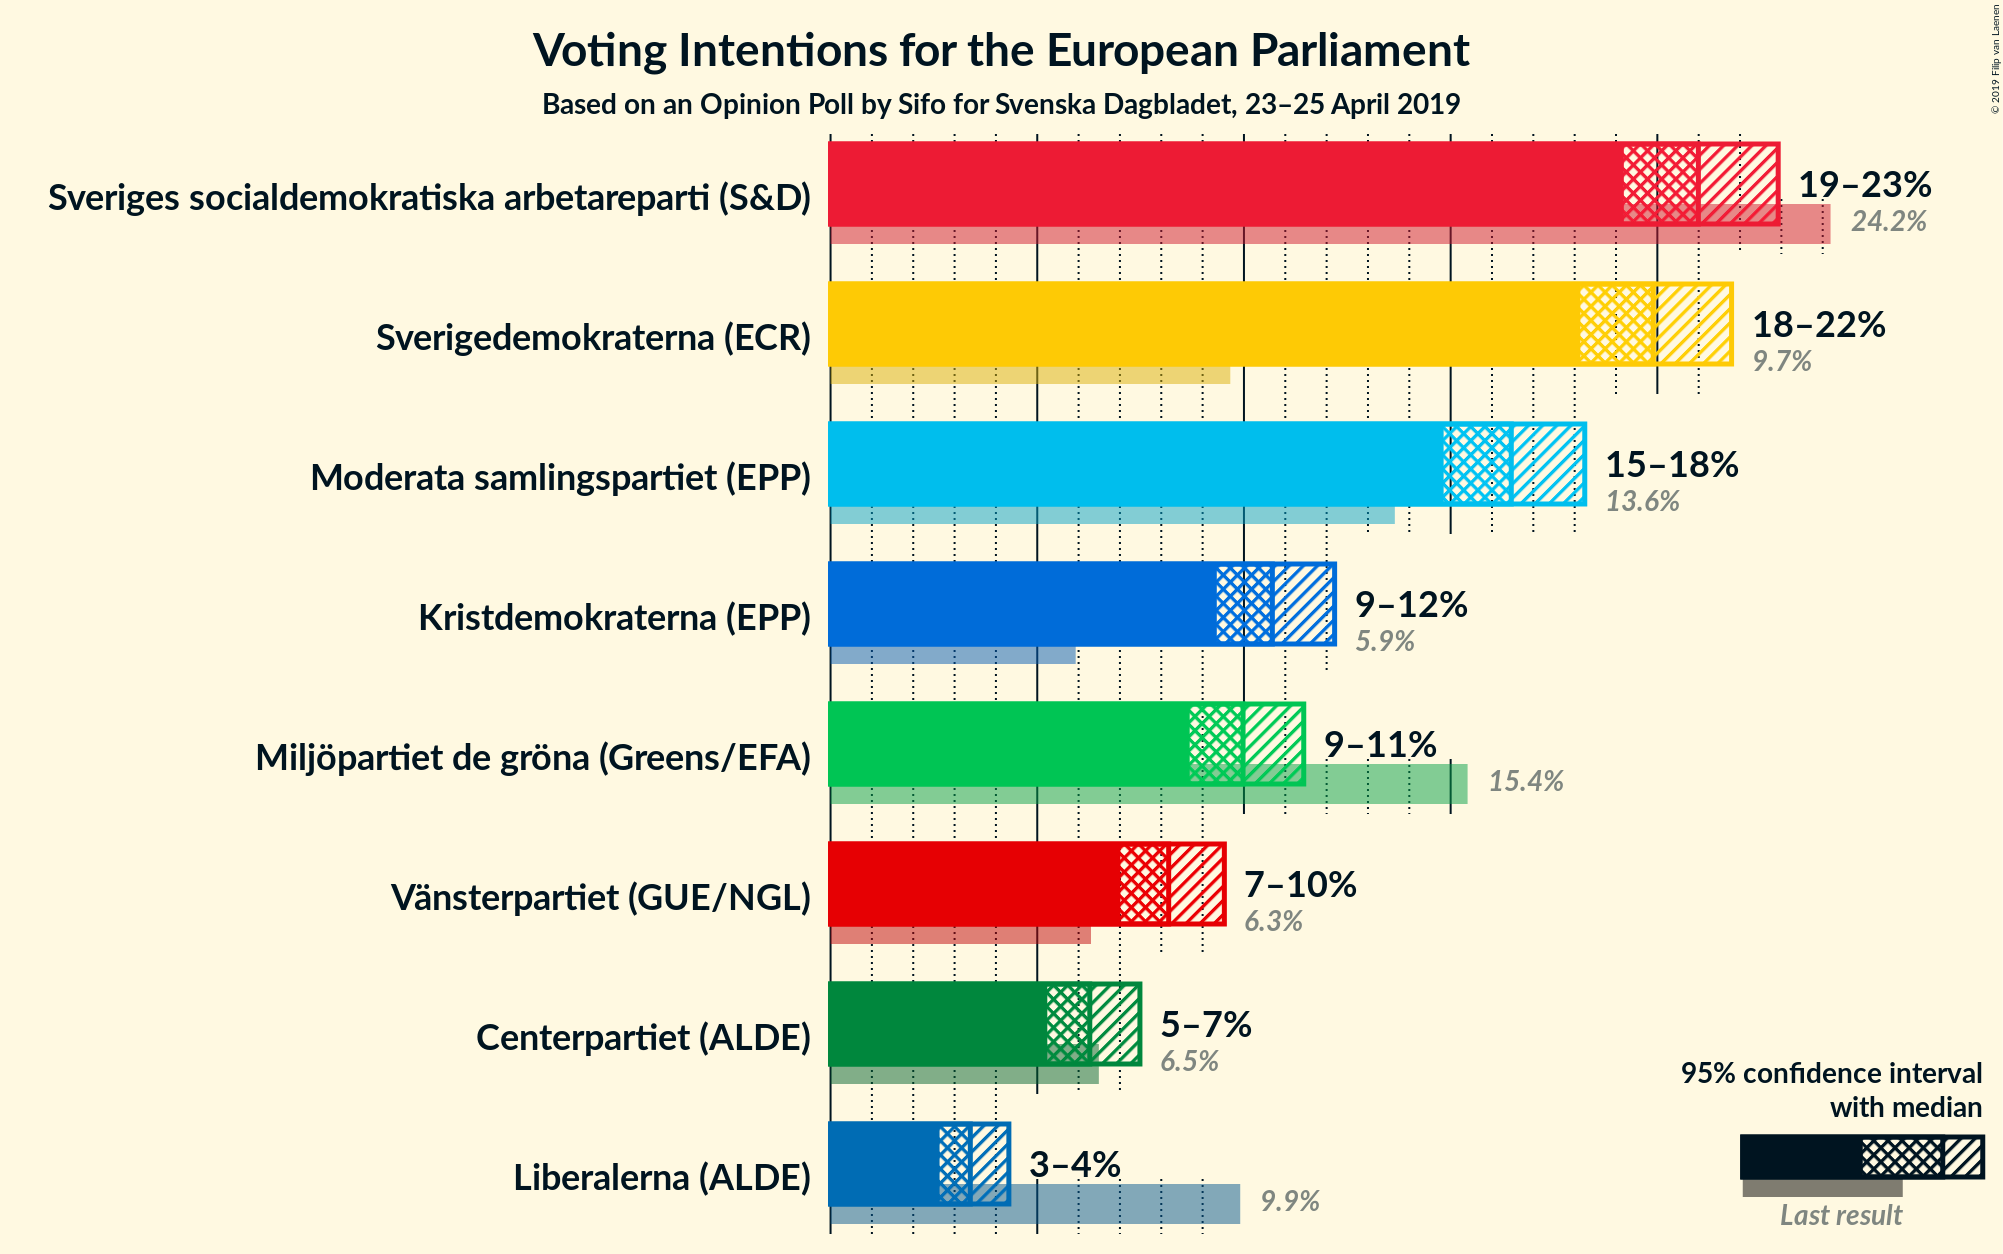 Voting Intentions for the European Parliament
Based on an Opinion Poll by Sifo for Svenska Dagbladet, 23–25 April 2019
© 2019 Filip van Laenen
Sveriges socialdemokratiska arbetareparti (S&D)
19–23%
24.2%
Sverigedemokraterna (ECR)
18–22%
9.7%
Moderata samlingspartiet (EPP)
15–18%
13.6%
Kristdemokraterna (EPP)
9–12%
5.9%
Miljöpartiet de gröna (Greens/EFA)
9–11%
15.4%
Vänsterpartiet (GUE/NGL)
7–10%
6.3%
Centerpartiet (ALDE)
5–7%
6.5%
Liberalerna (ALDE)
3–4%
9.9%
95% confidence interval
with median
Last result